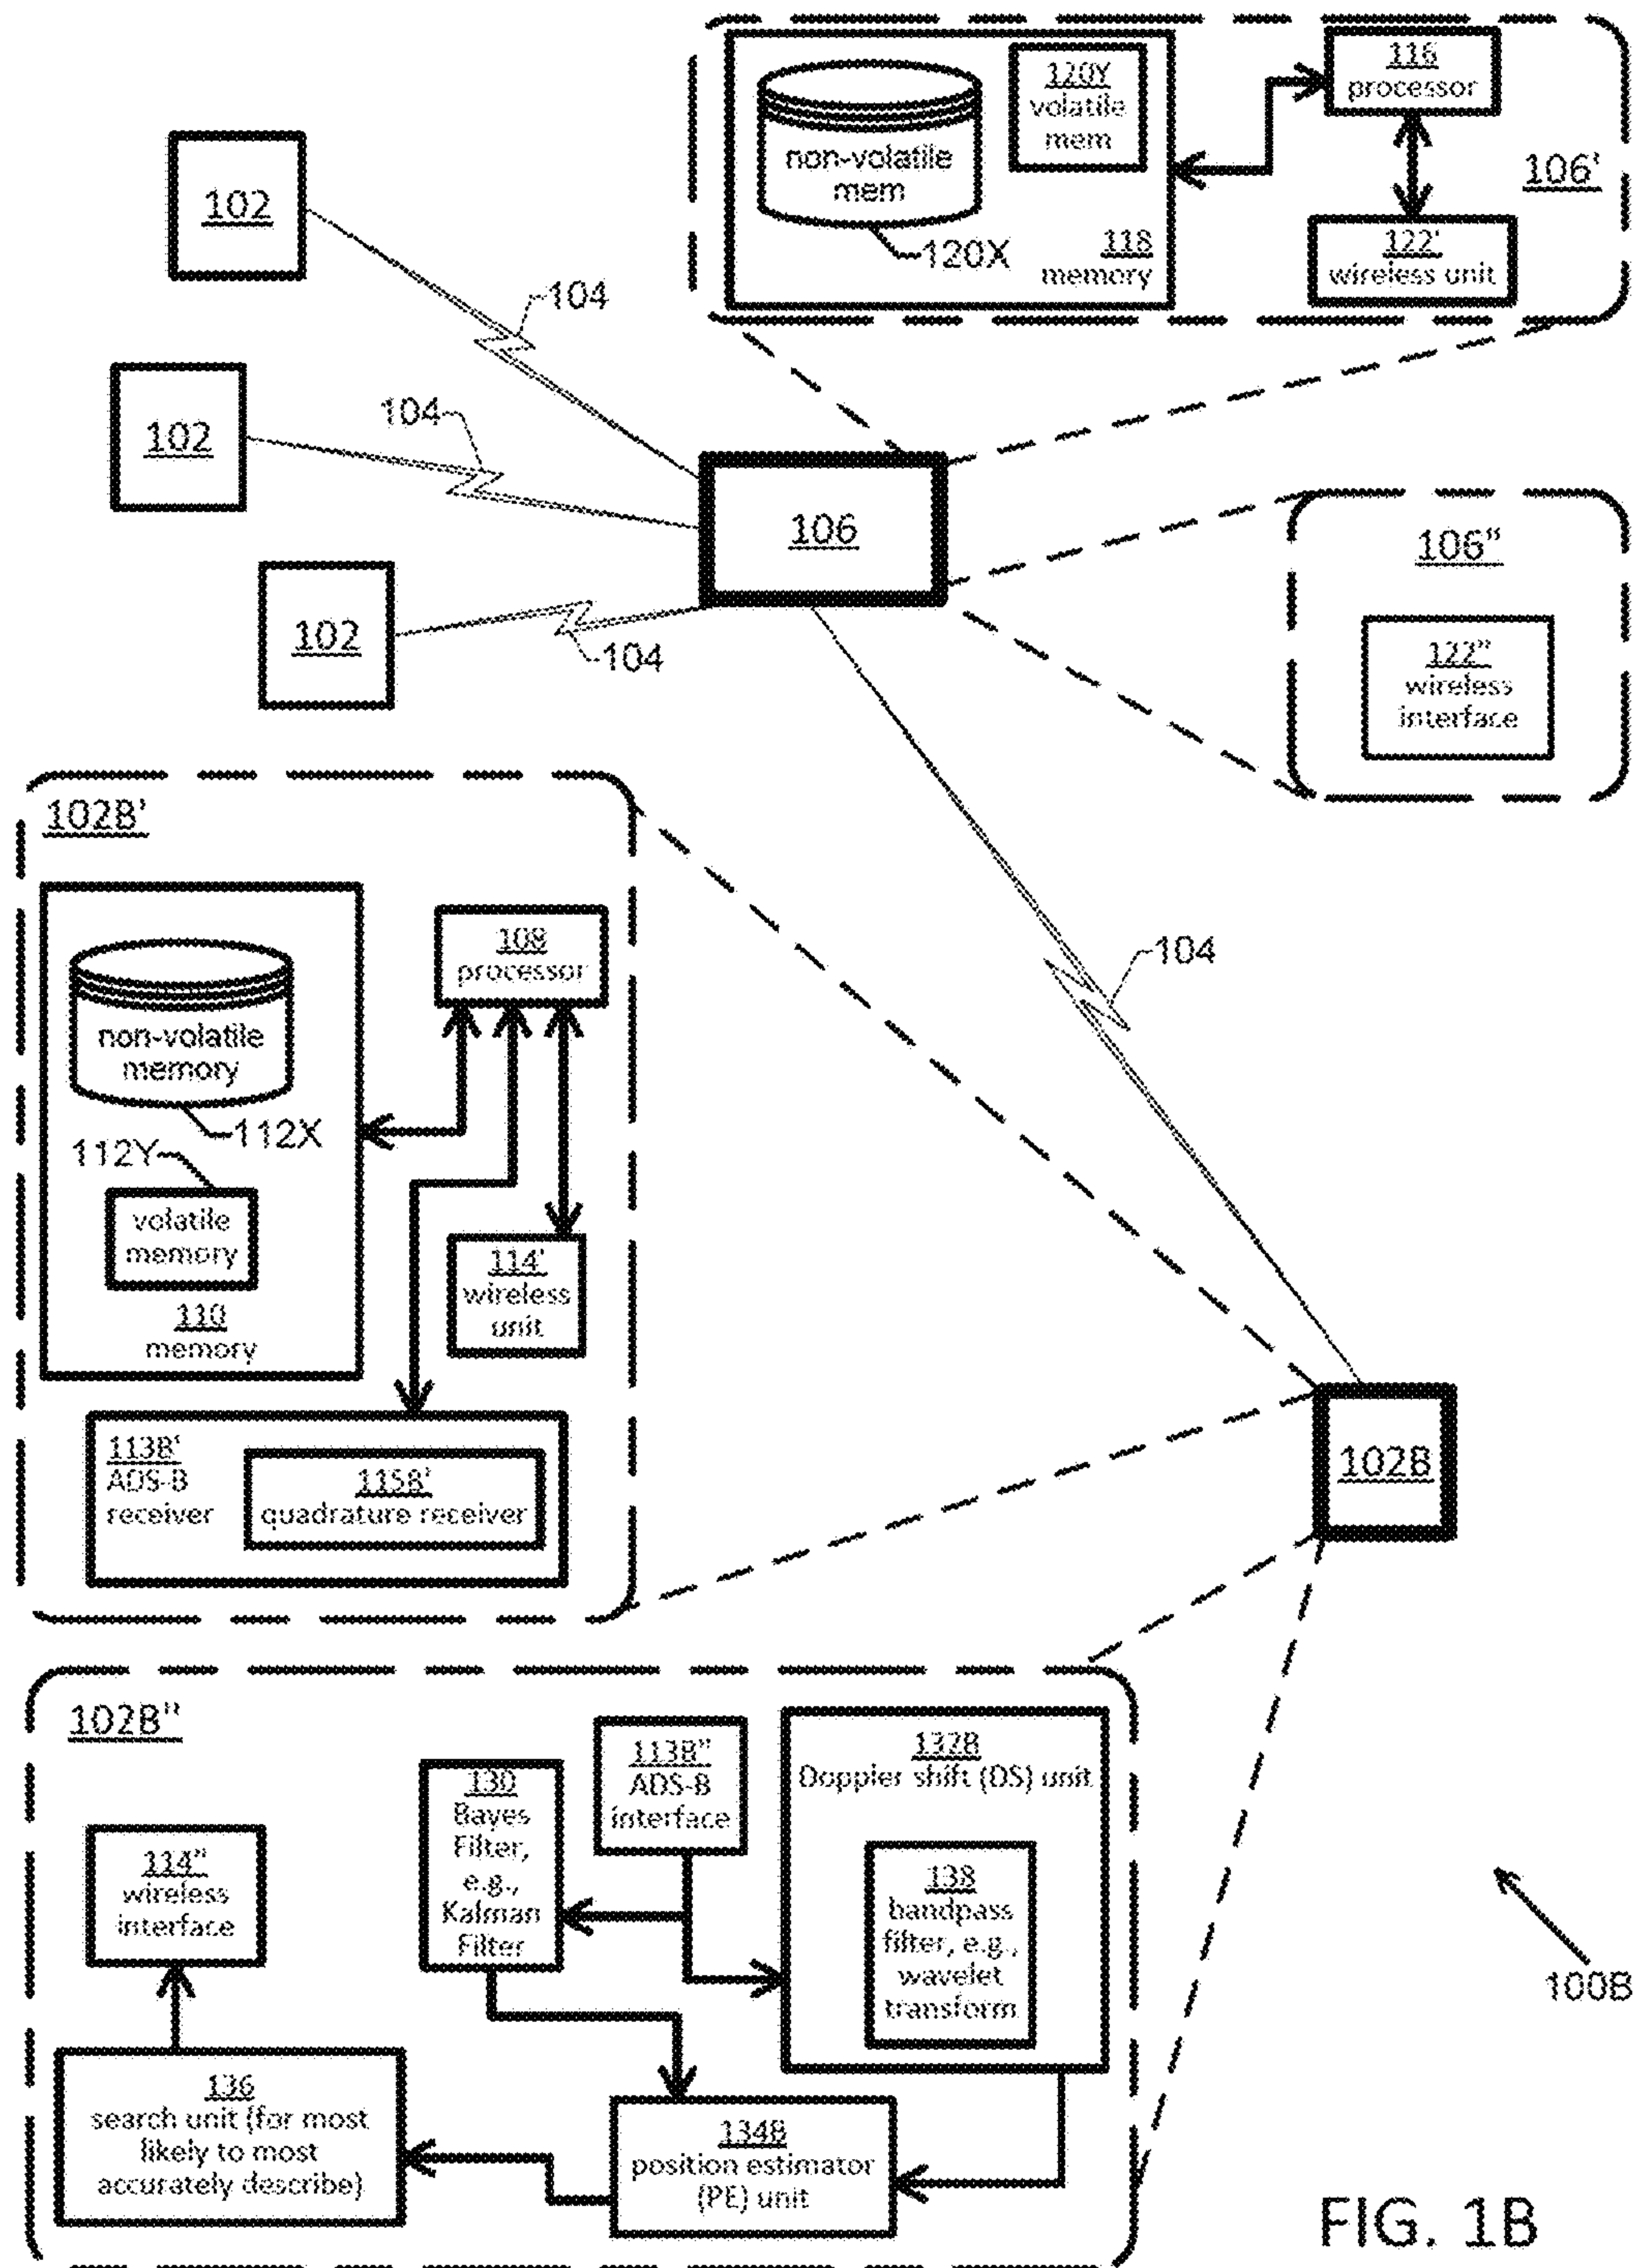 116
processor
120Y
volatile
mem
non-volatile
mem
106'
120X
118
memory
122'
wireless unit
102
104
102
104
106
102
104
106"
122"
wireless
interface
102B'
108
processor
non-volatile
memory
112X
112Y
volatile
memory
110
memory
114'
wireless
unit
104
113B'
ADS-B
receiver
115B'
quadrature receiver
102B
102B"
130
Bayes
Filter,
e.g.,
Kalman
Filter
113B"
ADS-B
interface
132B
Doppler shift (DS) unit
138
bandpass
filter, e.g.,
wavelet
transform
114"
wireless
interface
100B
136
search unit (for most
likely to most
accurately describe)
134B
position estimator
(PE) unit
FIG. 1B